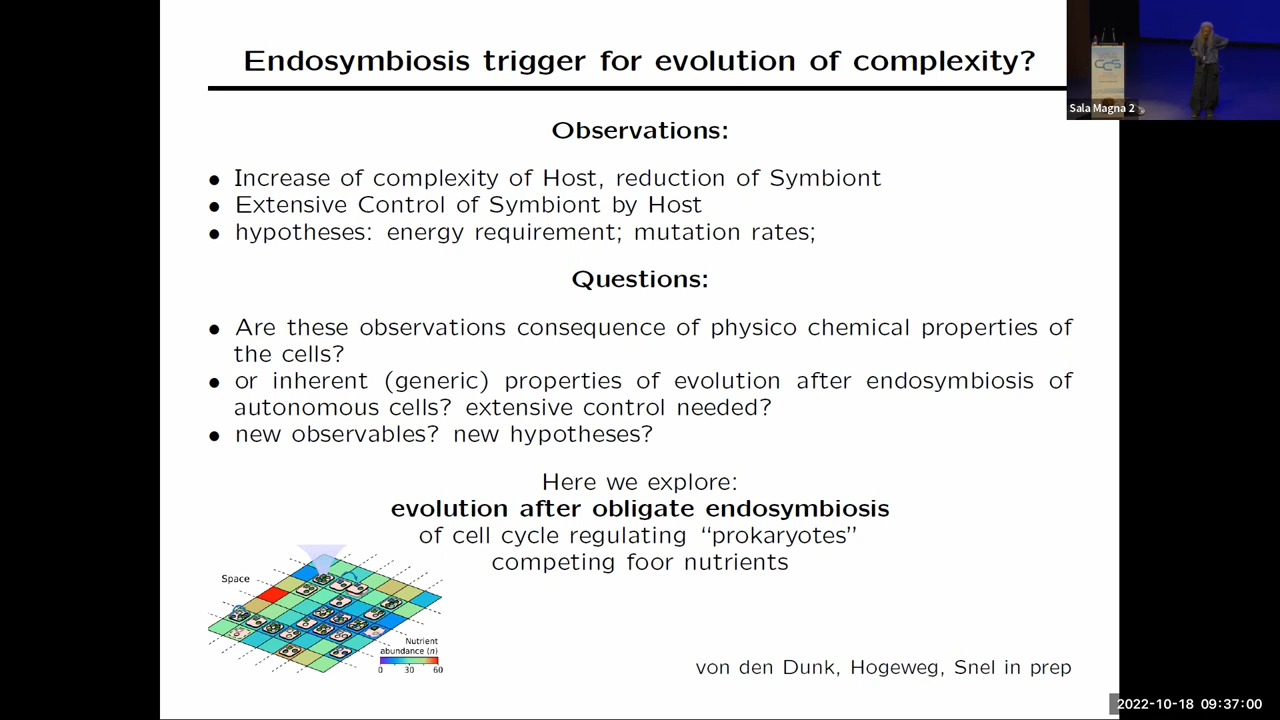 Endosymbiosis trigger for evolution of complexity?
Sala Magna 2
Observations:
• Increase of complexity of Host, reduction of Symbiont
• Extensive Control of Symbiont by Host
• hypotheses: energy requirement; mutation rates;
Questions:
• Are these observations consequence of physico chemical properties of
the cells?
• or inherent (generic) properties of evolution after endosymbiosis of
autonomous cells? extensive control needed?
• new observables? new hypotheses?
Here we explore:
evolution after obligate endosymbiosis
of cell cycle regulating “prokaryotes”
competing foor nutrients
Space
Nutrient
abundance (n)
0 30 60
von den Dunk, Hogeweg, Snel in prep
2022-10-18 09:37:00